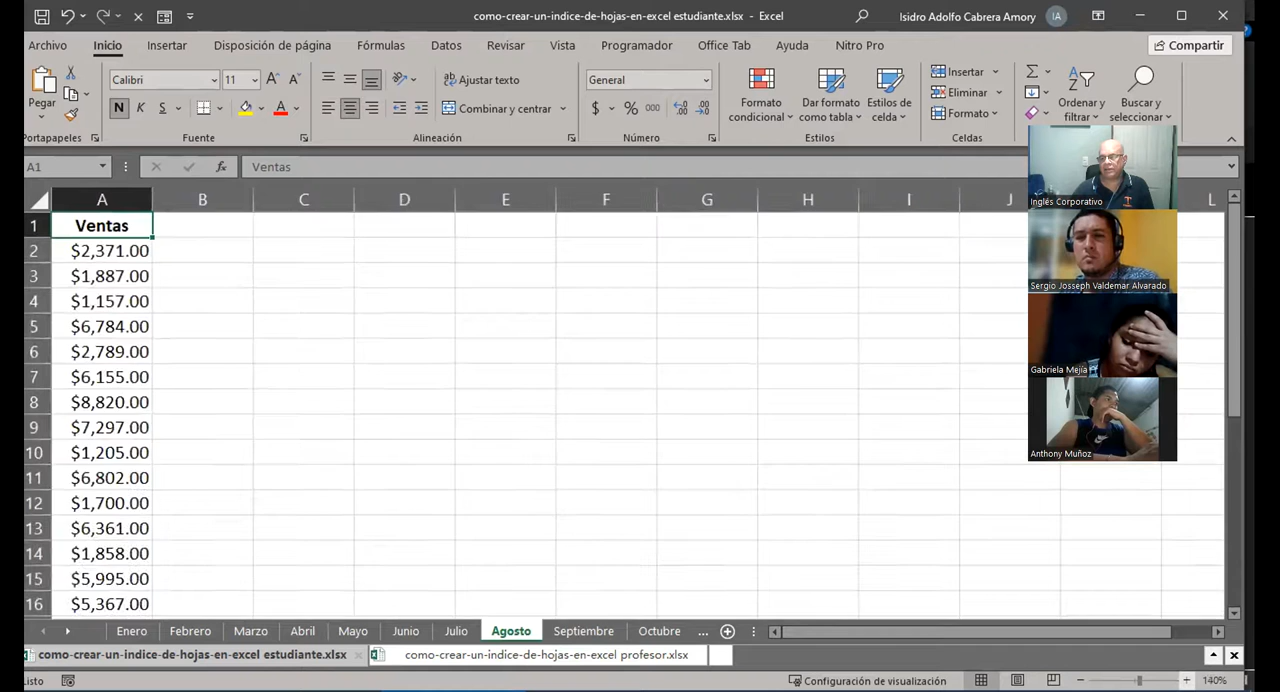 como-crear-un-indice-de-hojas-en-excel estudiante.xlsx - Excel
Isidro Adolfo Cabrera Amory
IA
Archivo Inicio Insertar Disposición de página Fórmulas Datos Revisar Vista Programador Office Tab Ayuda Nitro Pro
Compartir
Pegar
Calibri 11
Ajustar texto
General
N K S
Combinar y centrar
$ % 000
Formato condicional
Dar formato como tabla
Estilos de celda
Insertar
Eliminar
Formato
Ordenar y filtrar
Buscar y seleccionar
Portapapeles Fuente Alineación Número Estilos Celdas
A1 fx Ventas
A B C D E F G H I J L
1 Ventas
2 $2,371.00
3 $1,887.00
4 $1,157.00
5 $6,784.00
6 $2,789.00
7 $6,155.00
8 $8,820.00
9 $7,297.00
10 $1,205.00
11 $6,802.00
12 $1,700.00
13 $6,361.00
14 $1,858.00
15 $5,995.00
16 $5,367.00
Inglés Corporativo
Sergio Josseph Valdemar Alvarado
Gabriela Mejía
Anthony Muñoz
Enero Febrero Marzo Abril Mayo Junio Julio Agosto Septiembre Octubre ...
como-crear-un-indice-de-hojas-en-excel estudiante.xlsx como-crear-un-indice-de-hojas-en-excel profesor.xlsx
isto Configuración de visualización 140%